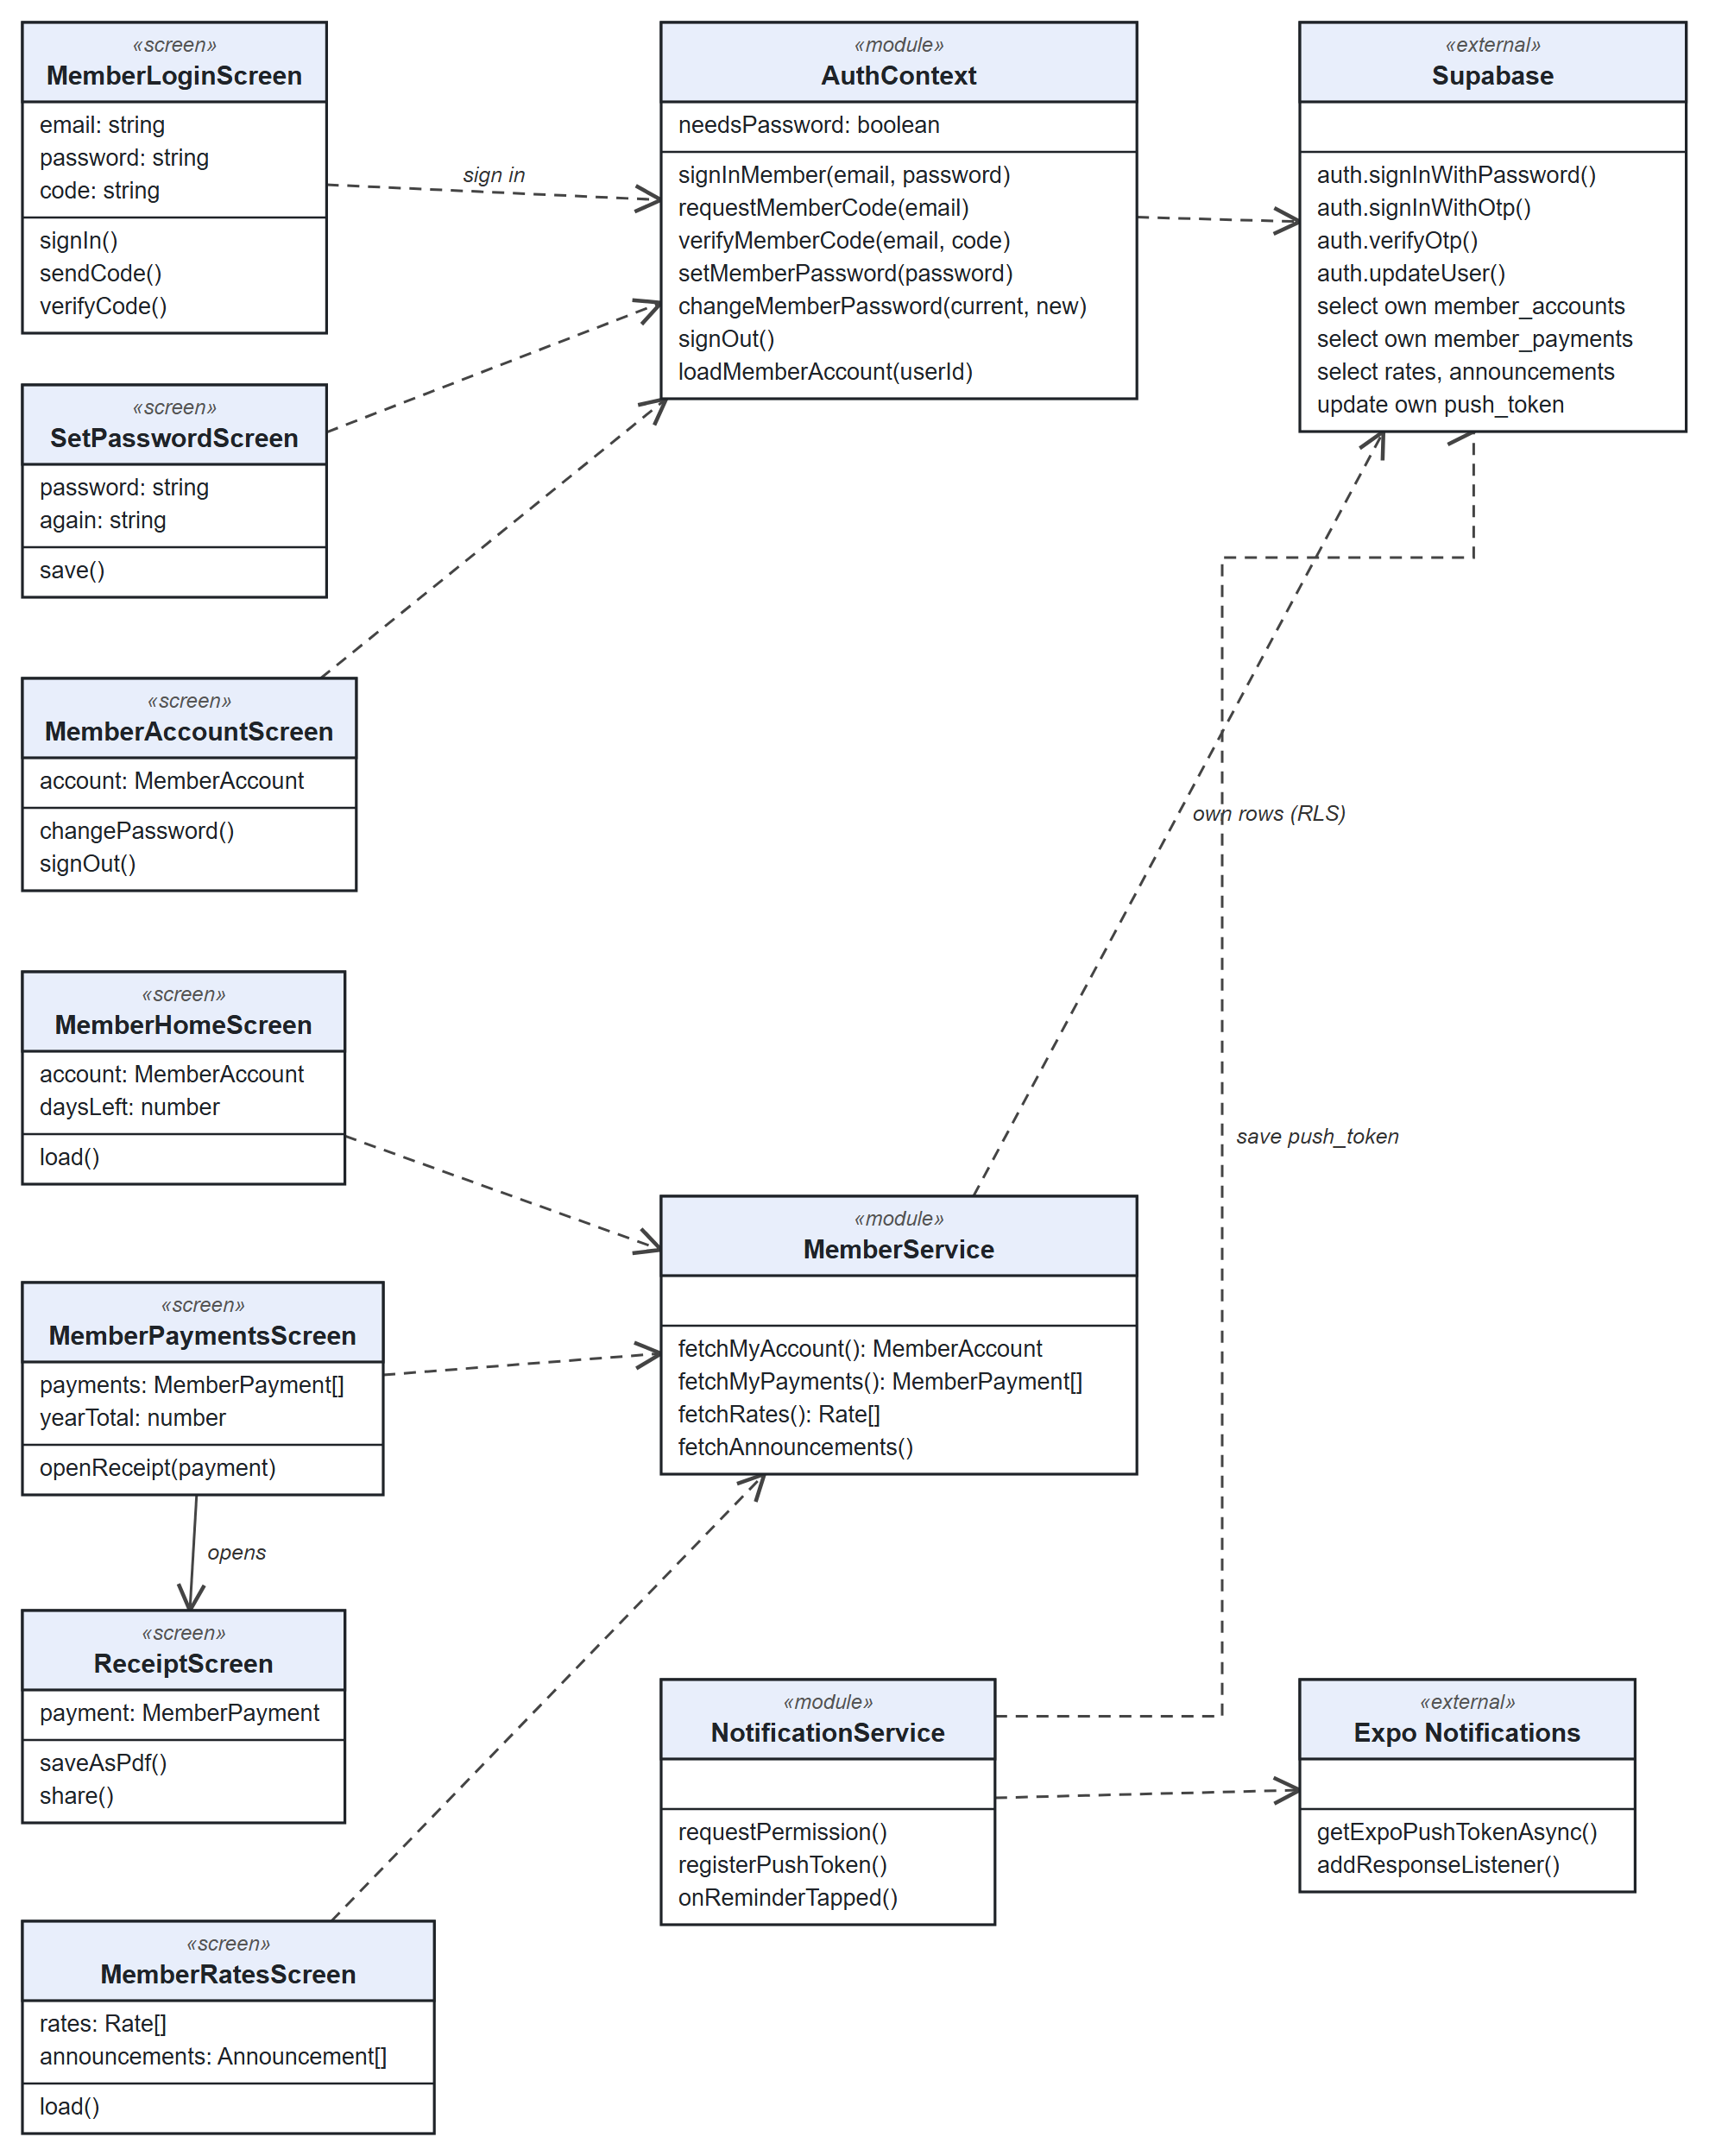 «screen»
MemberLoginScreen
email: string
password: string
code: string
signIn()
sendCode()
verifyCode()
sign in
«module»
AuthContext
needsPassword: boolean
signInMember(email, password)
requestMemberCode(email)
verifyMemberCode(email, code)
setMemberPassword(password)
changeMemberPassword(current, new)
signOut()
loadMemberAccount(userId)
«external»
Supabase
auth.signInWithPassword()
auth.signInWithOtp()
auth.verifyOtp()
auth.updateUser()
select own member_accounts
select own member_payments
select rates, announcements
update own push_token
«screen»
SetPasswordScreen
password: string
again: string
save()
«screen»
MemberAccountScreen
account: MemberAccount
changePassword()
signOut()
own rows (RLS)
«screen»
MemberHomeScreen
account: MemberAccount
daysLeft: number
load()
save push_token
«module»
MemberService
fetchMyAccount(): MemberAccount
fetchMyPayments(): MemberPayment[]
fetchRates(): Rate[]
fetchAnnouncements()
«screen»
MemberPaymentsScreen
payments: MemberPayment[]
yearTotal: number
openReceipt(payment)
opens
«screen»
ReceiptScreen
payment: MemberPayment
saveAsPdf()
share()
«module»
NotificationService
requestPermission()
registerPushToken()
onReminderTapped()
«external»
Expo Notifications
getExpoPushTokenAsync()
addResponseListener()
«screen»
MemberRatesScreen
rates: Rate[]
announcements: Announcement[]
load()